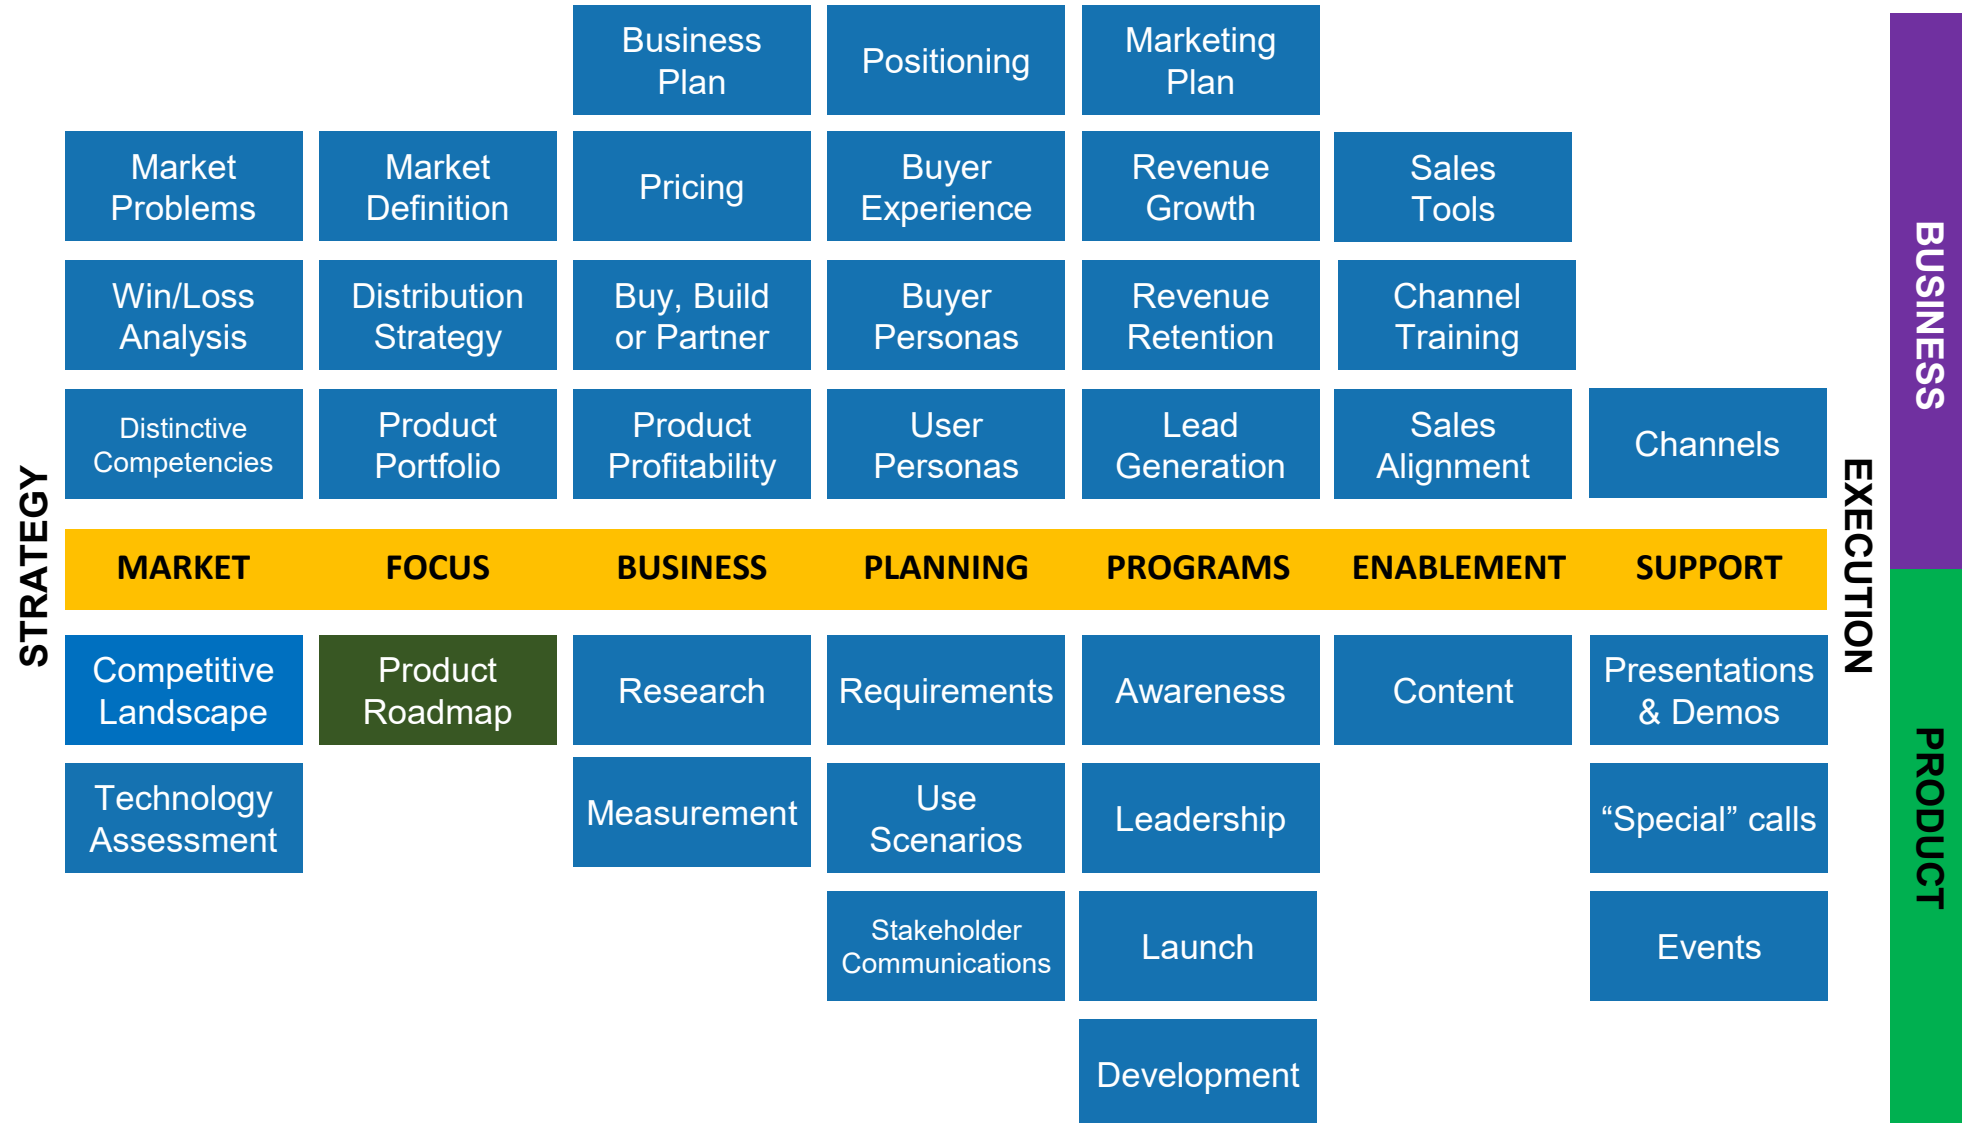 Business
Plan
Positioning
Marketing
Plan
Market
Problems
Market
Definition
Pricing
Buyer
Experience
Revenue
Growth
Sales
Tools
Win/Loss
Analysis
Distribution
Strategy
Buy, Build
or Partner
Buyer
Personas
Revenue
Retention
Channel
Training
Distinctive
Competencies
Product
Portfolio
Product
Profitability
User
Personas
Lead
Generation
Sales
Alignment
Channels
STRATEGY
MARKET
FOCUS
BUSINESS
PLANNING
PROGRAMS
ENABLEMENT
SUPPORT
EXECUTION
BUSINESS
PRODUCT
Competitive
Landscape
Product
Roadmap
Research
Requirements
Awareness
Content
Presentations
& Demos
Technology
Assessment
Measurement
Use
Scenarios
Leadership
“Special” calls
Stakeholder
Communications
Launch
Events
Development